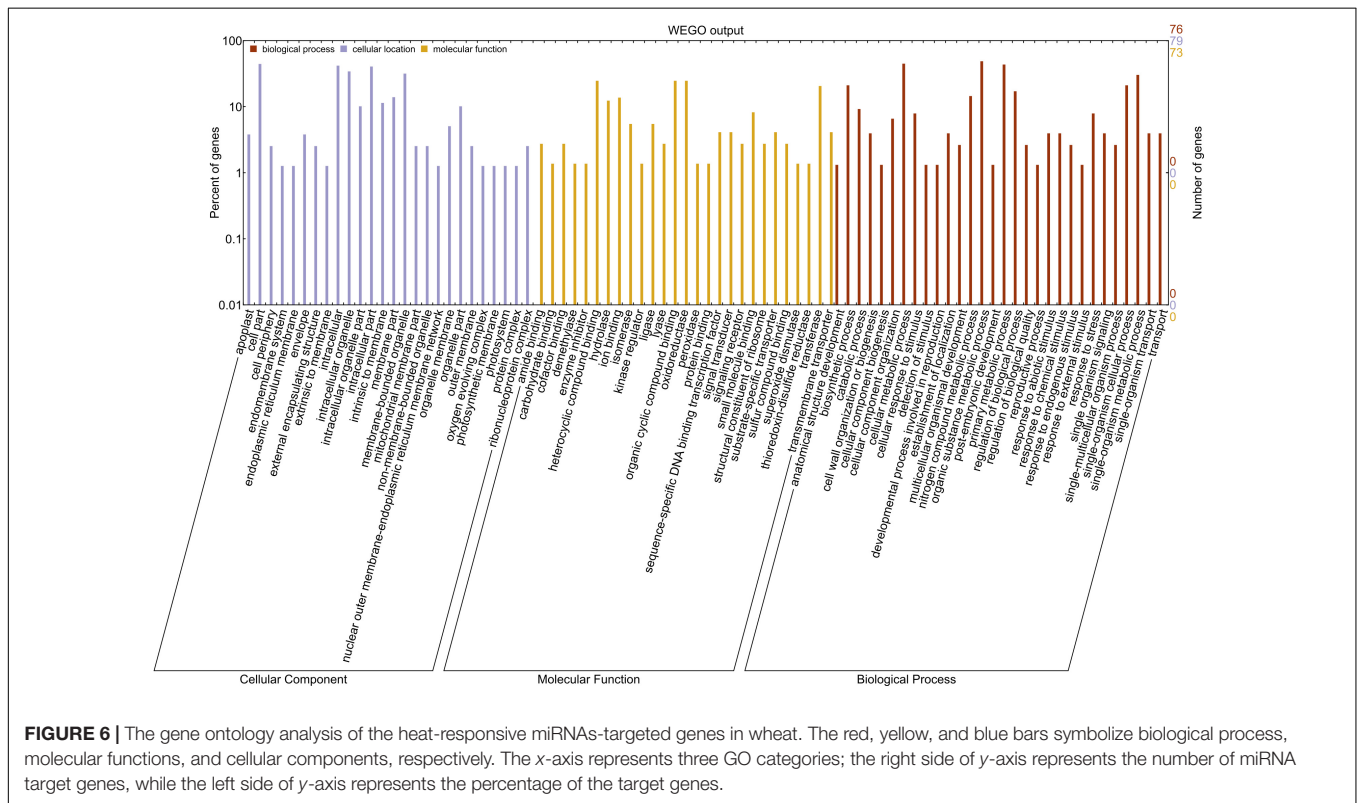 WEGO output
biological process
cellular location
molecular function
100
10
1
0.1
0.01
Percent of genes
76
79
73
0
0
0
0
0
0
Number of genes
apoplast
cell part
cell periphery
endomembrane system
endoplasmic reticulum membrane
envelope
external encapsulating structure
extrinsic to membrane
intracellular
intracellular organelle
intracellular organelle part
intracellular part
intrinsic to membrane
membrane part
membrane-bounded organelle
mitochondrial membrane part
non-membrane-bounded organelle
nuclear outer membrane-endoplasmic reticulum membrane network
organelle membrane
organelle part
outer membrane
oxygen evolving complex
photosynthetic membrane
photosystem
protein complex
ribonucleoprotein complex
amide binding
carbohydrate binding
cofactor binding
demethylase
enzyme inhibitor
heterocyclic compound binding
hydrolase
ion binding
isomerase
kinase regulator
ligase
lyase
organic cyclic compound binding
oxidoreductase
peroxidase
protein binding
sequence-specific DNA binding transcription factor
signal transducer
signaling receptor
small molecule binding
structural constituent of ribosome
substrate-specific transporter
sulfur compound binding
superoxide dismutase
thioredoxin-disulfide reductase
transferase
transmembrane transporter
anatomical structure development
biosynthetic process
catabolic process
cell wall organization or biogenesis
cellular component biogenesis
cellular component organization
cellular metabolic process
cellular response to stimulus
detection of stimulus
developmental process involved in reproduction
establishment of localization
multicellular organismal development
nitrogen compound metabolic process
organic substance metabolic process
post-embryonic development
primary metabolic process
regulation of biological process
regulation of biological quality
reproductive process
response to abiotic stimulus
response to chemical stimulus
response to endogenous stimulus
response to external stimulus
response to stress
single organism signaling
single-multicellular organism process
single-organism cellular process
single-organism metabolic process
single-organism transport
transport
Cellular Component
Molecular Function
Biological Process
FIGURE 6 | The gene ontology analysis of the heat-responsive miRNAs-targeted genes in wheat. The red, yellow, and blue bars symbolize biological process,
molecular functions, and cellular components, respectively. The x-axis represents three GO categories; the right side of y-axis represents the number of miRNA
target genes, while the left side of y-axis represents the percentage of the target genes.